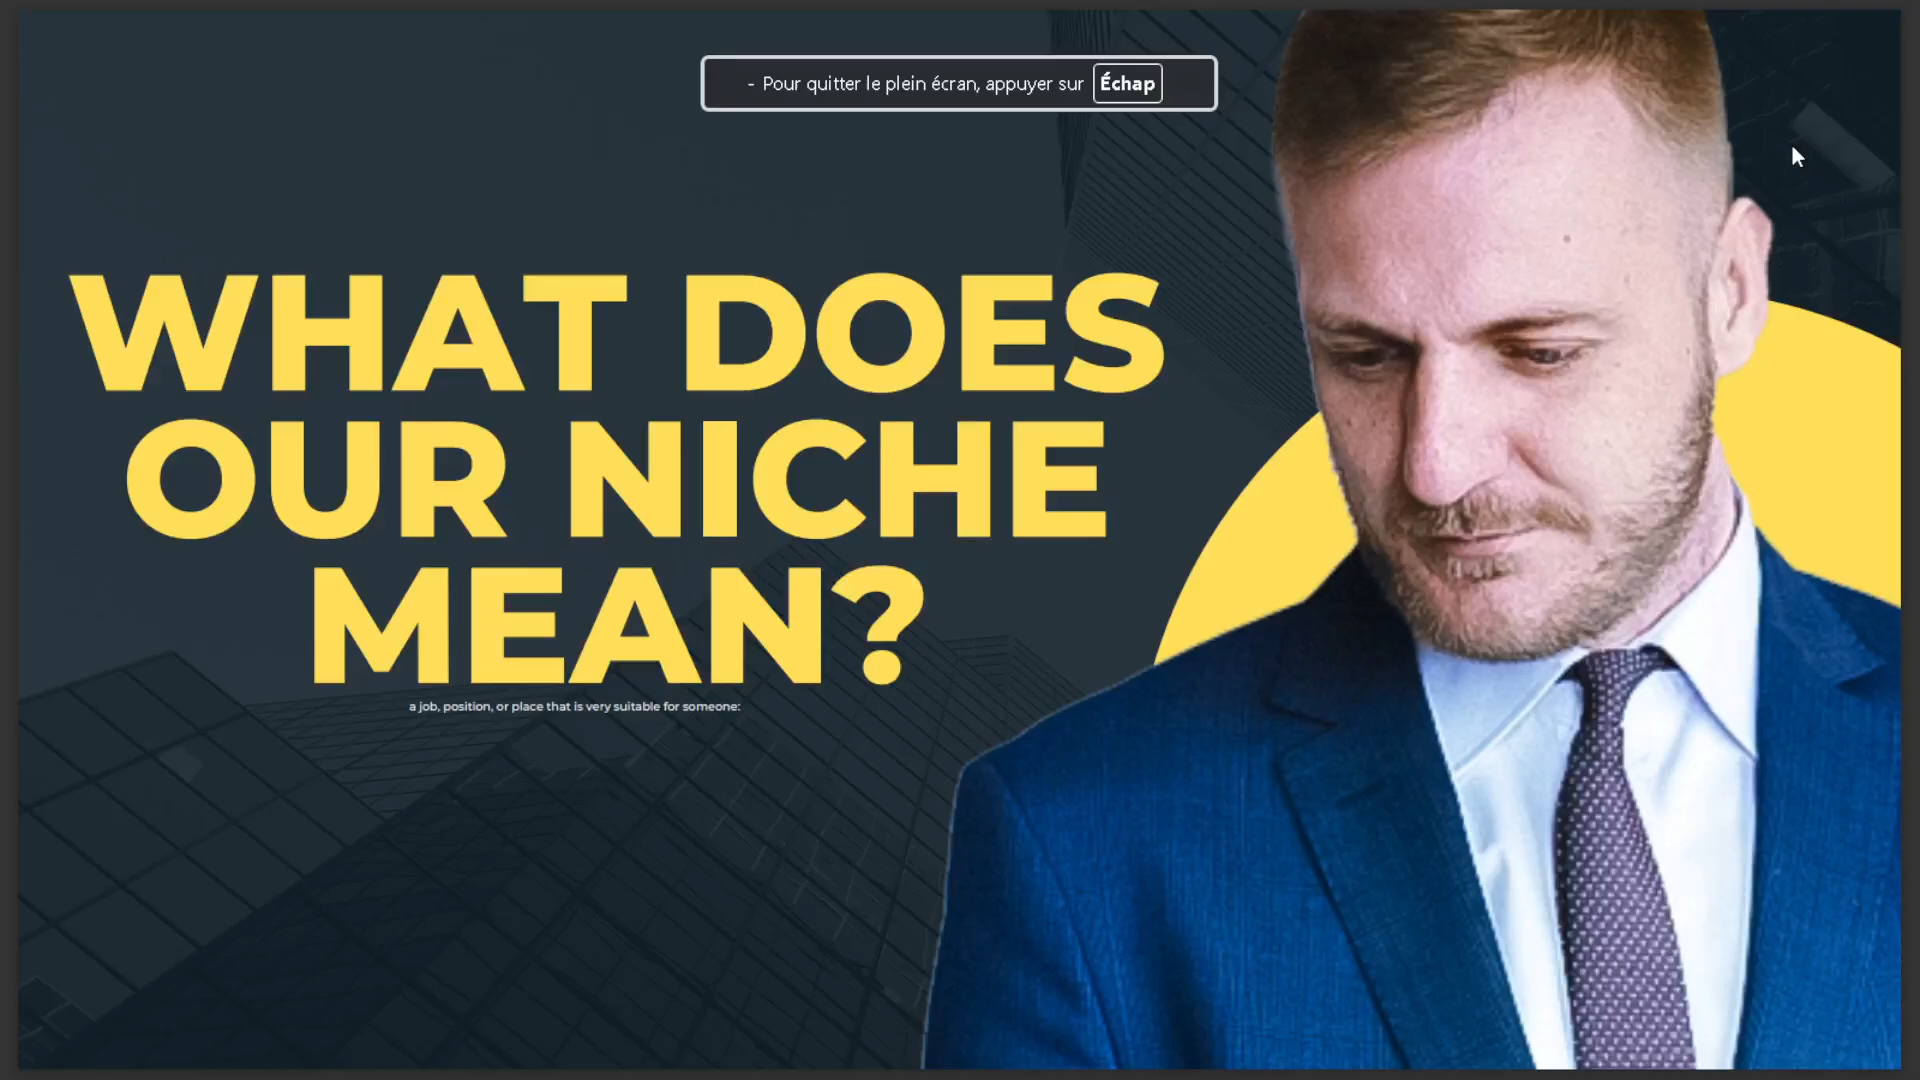 - Pour quitter le plein écran, appuyer sur Échap
WHAT DOES
OUR NICHE
MEAN?
a job, position, or place that is very suitable for someone: